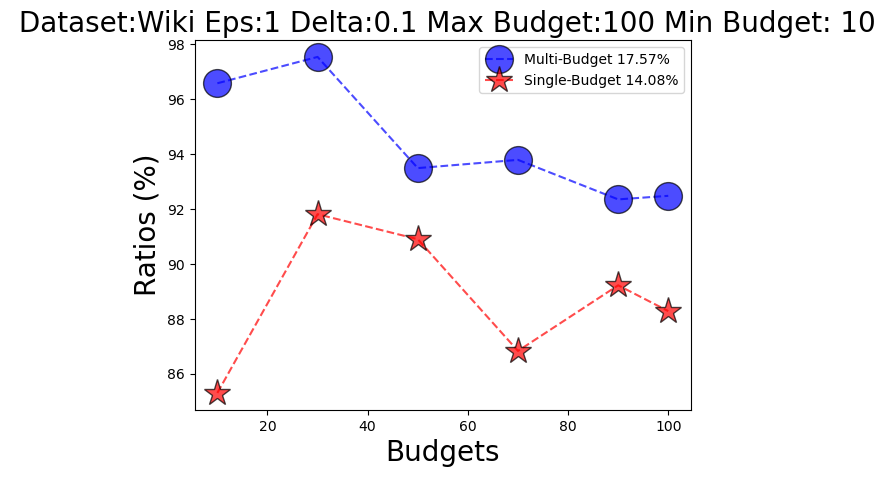 Dataset:Wiki Eps:1 Delta:0.1 Max Budget:100 Min Budget: 10
Multi-Budget 17.57%
Single-Budget 14.08%
Ratios (%)
98
96
94
92
90
88
86
20
40
60
80
100
Budgets